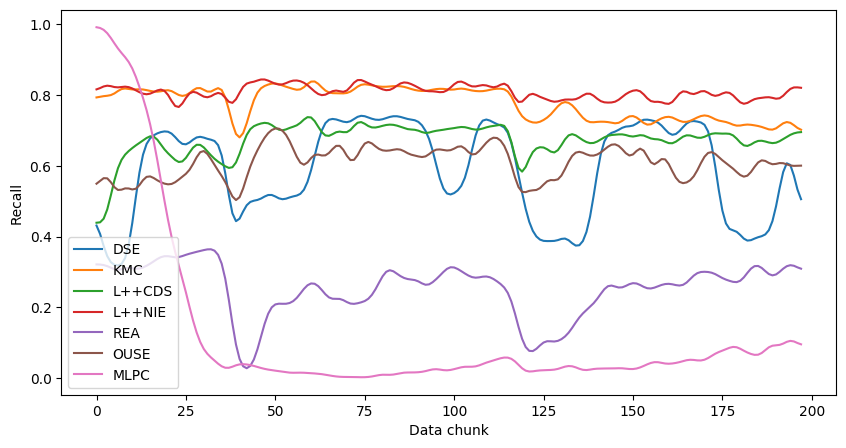 1.0
0.8
0.6
0.4
0.2
0.0
Recall
DSE
KMC
L++CDS
L++NIE
REA
OUSE
MLPC
0 25 50 75 100 125 150 175 200
Data chunk